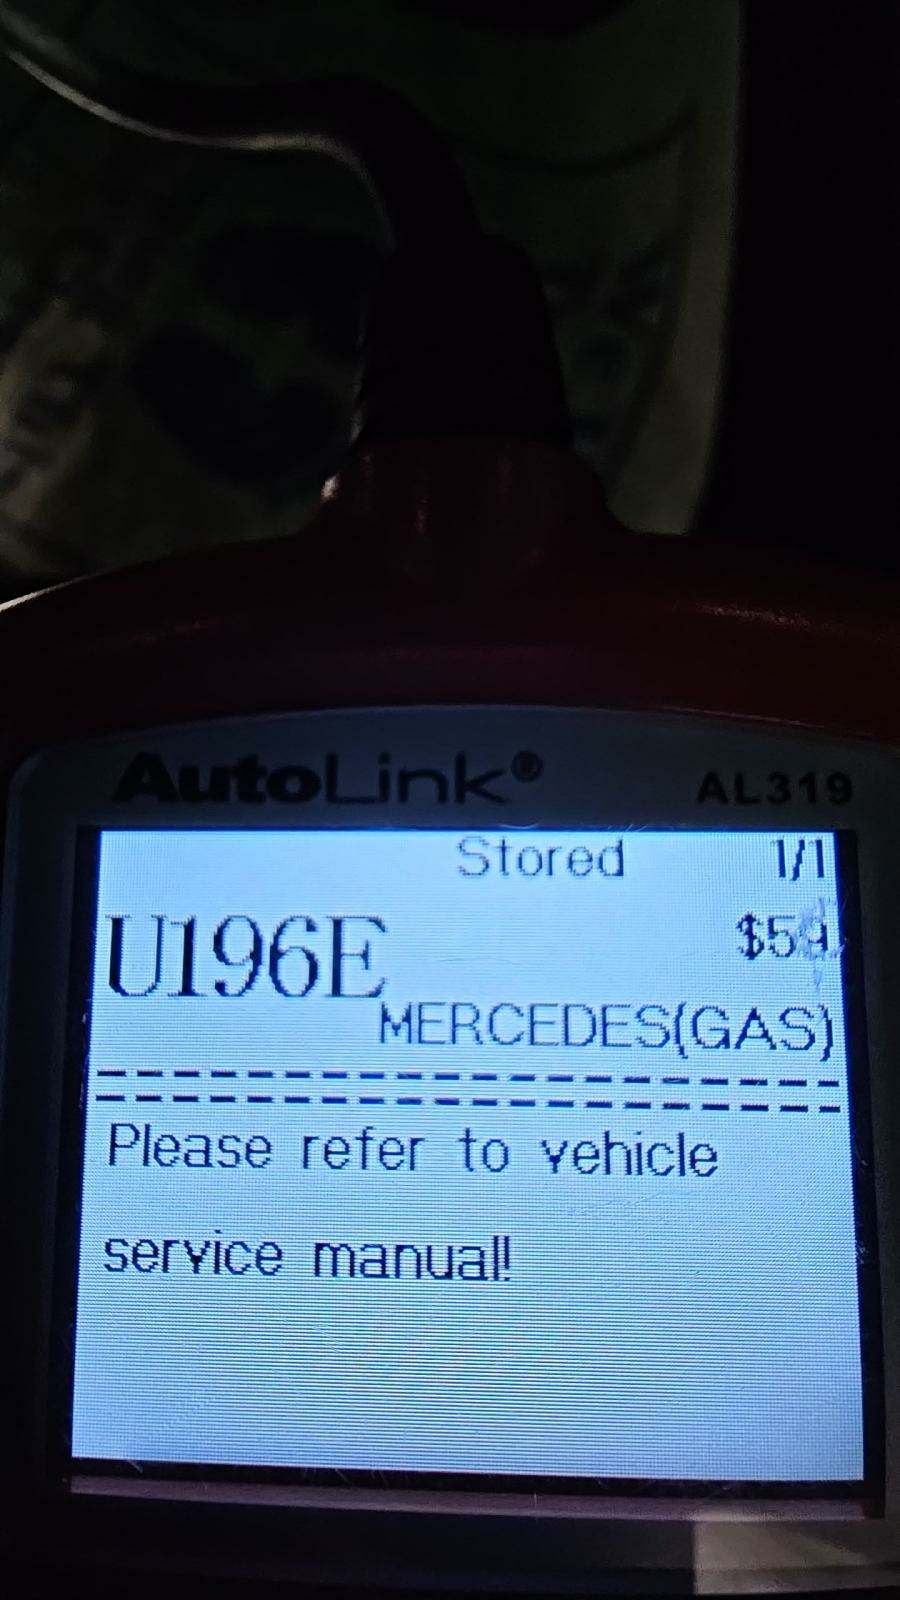 AutoLink® AL319
Stored 1/1
U196E
MERCEDES(GAS)
Please refer to vehicle
service manual!